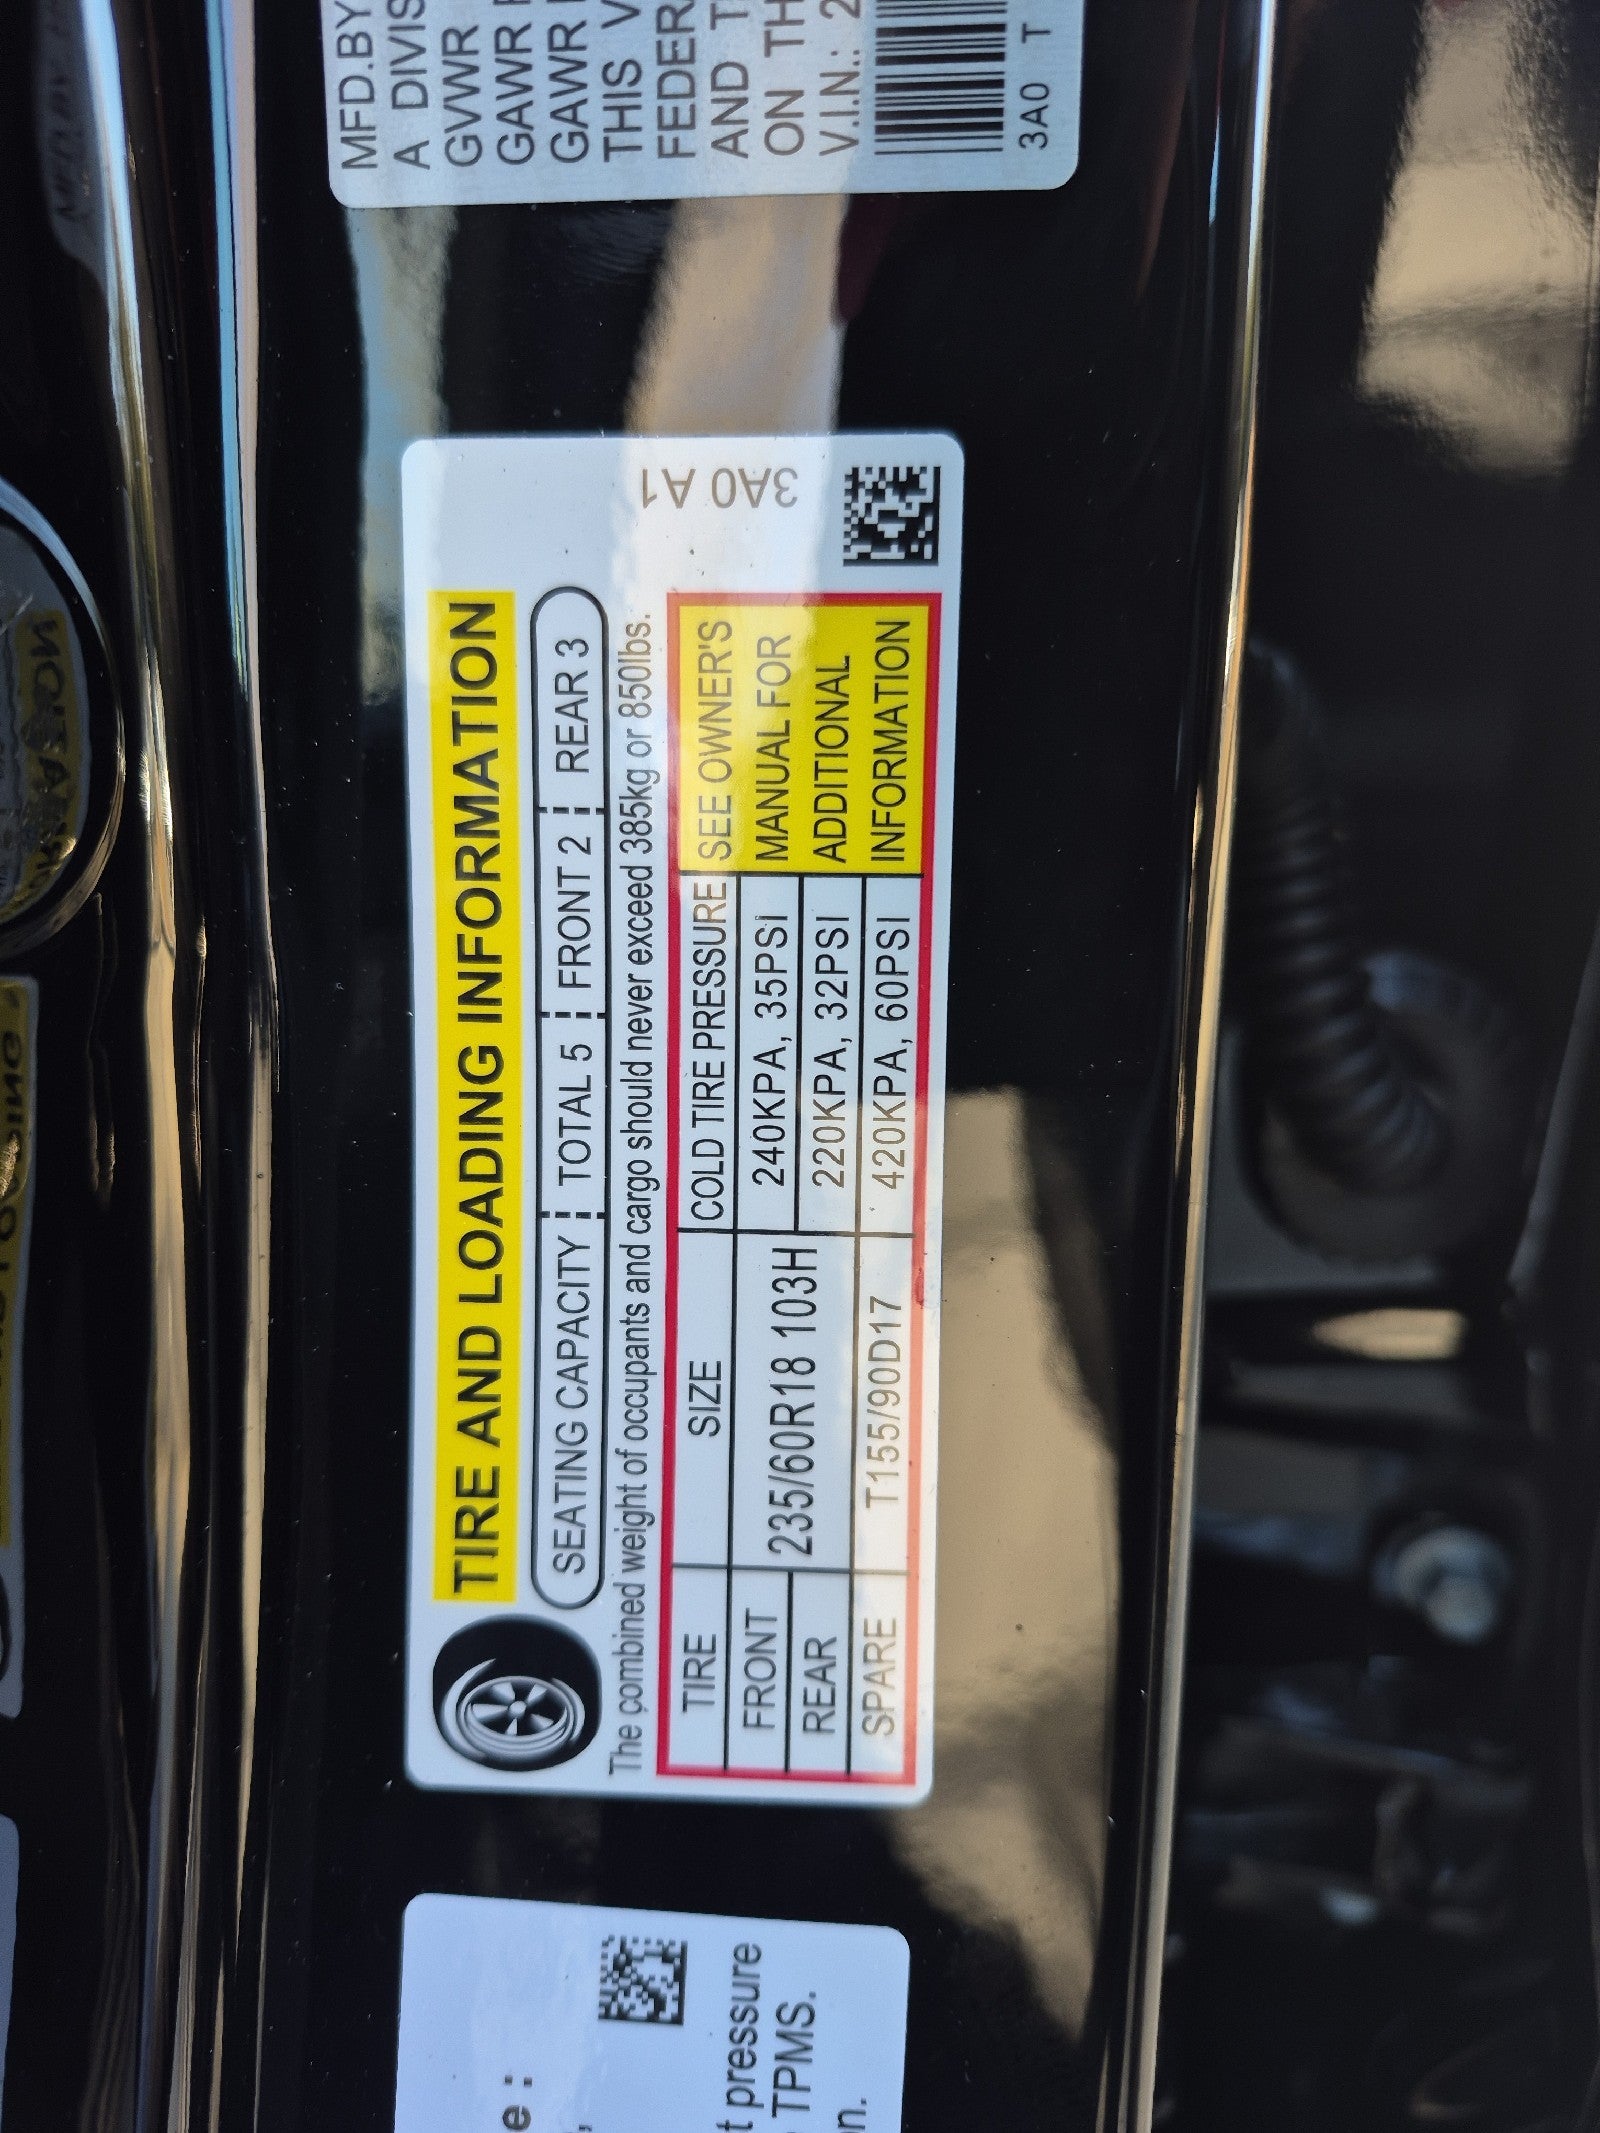 TIRE AND LOADING INFORMATION
SEATING CAPACITY TOTAL 5 FRONT 2 REAR 3
The combined weight of occupants and cargo should never exceed 385kg or 850lbs.
TIRE SIZE COLD TIRE PRESSURE SEE OWNER'S
FRONT 235/60R18 103H 240KPA, 35PSI MANUAL FOR
REAR 220KPA, 32PSI ADDITIONAL
SPARE T155/90D17 420KPA, 60PSI INFORMATION
3A0 A1
MFD.BY
A DIVIS
GVWR
GAWR
GAWR
THIS V
FEDER
AND T
ON TH
V.I.N.: 2
3A0 T
e :
t pressure
TPMS.
on.